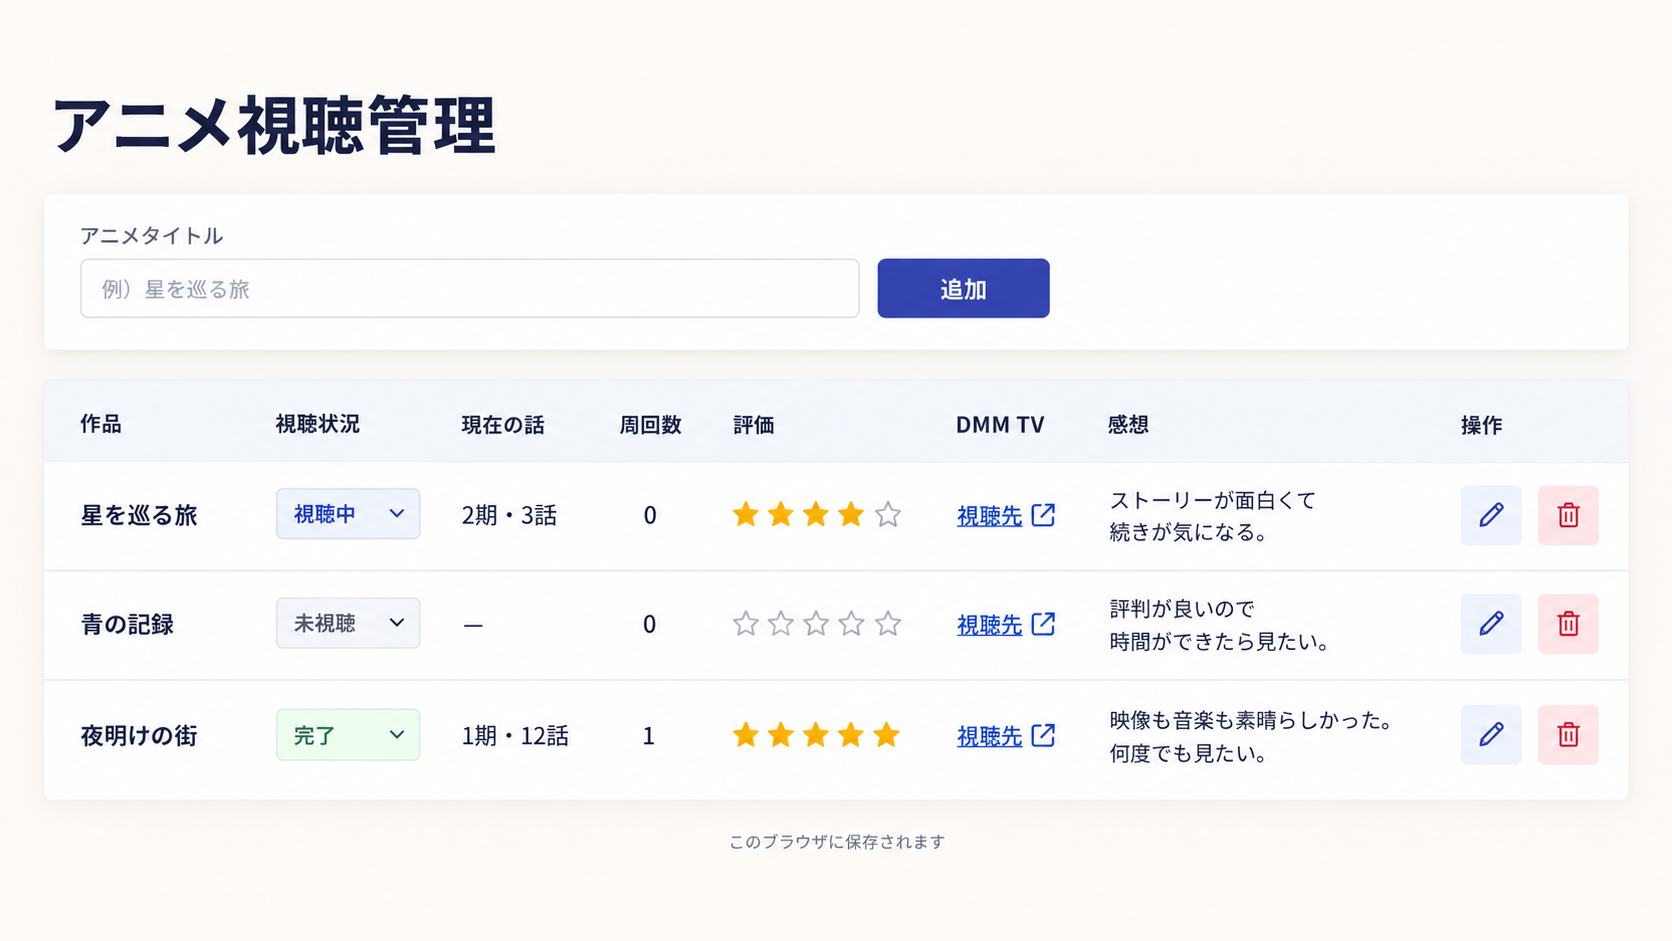 アニメ視聴管理
アニメタイトル
例）星を巡る旅
追加
作品 視聴状況 現在の話 周回数 評価 DMM TV 感想 操作
星を巡る旅 視聴中 2期・3話 0 視聴先 ストーリーが面白くて
続きが気になる。
青の記録 未視聴 — 0 視聴先 評判が良いので
時間ができたら見たい。
夜明けの街 完了 1期・12話 1 視聴先 映像も音楽も素晴らしかった。
何度でも見たい。
このブラウザに保存されます